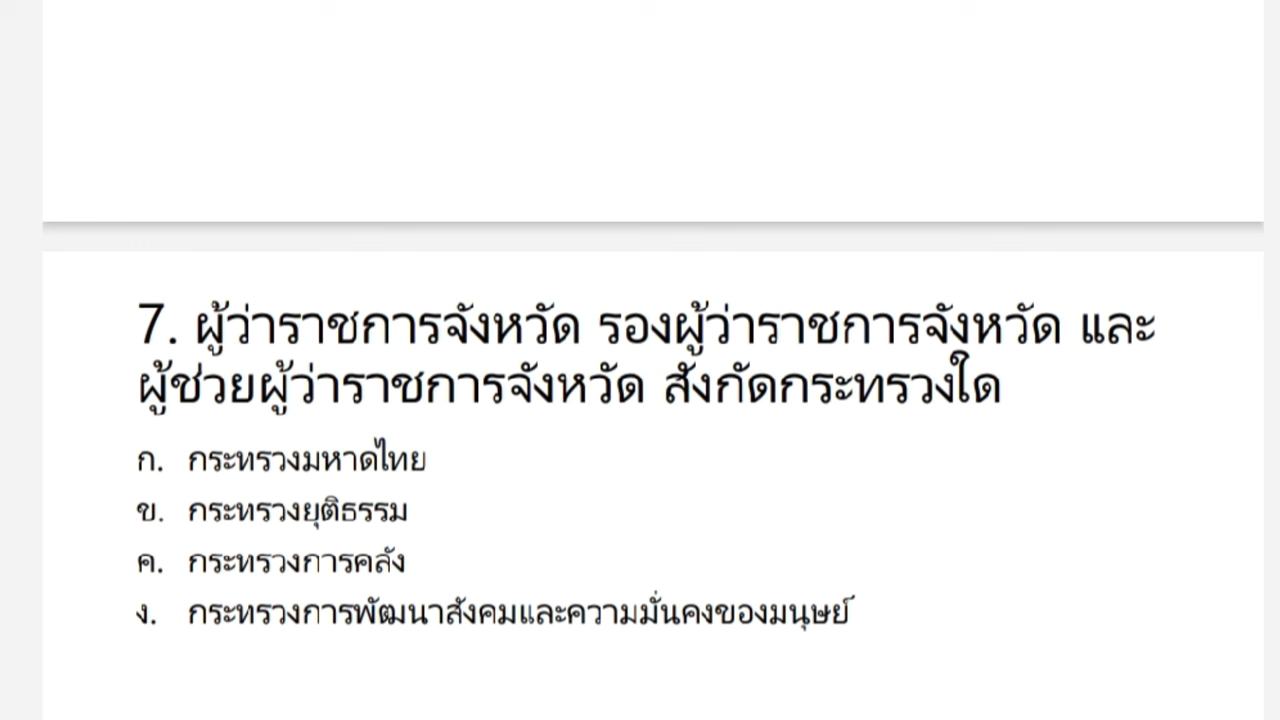 7. ผู้ว่าราชการจังหวัด รองผู้ว่าราชการจังหวัด และ
ผู้ช่วยผู้ว่าราชการจังหวัด สังกัดกระทรวงใด
ก. กระทรวงมหาดไทย
ข. กระทรวงยุติธรรม
ค. กระทรวงการคลัง
ง. กระทรวงการพัฒนาสังคมและความมั่นคงของมนุษย์